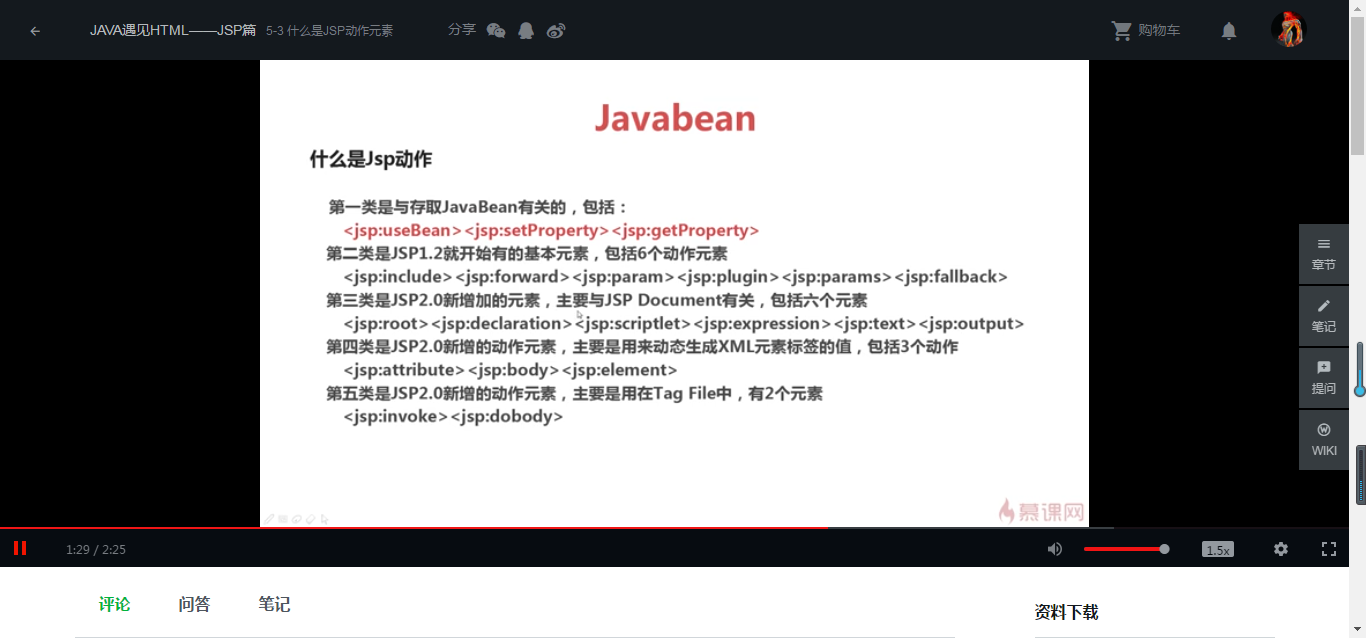 JAVA遇见HTML——JSP篇 5-3 什么是JSP动作元素 分享 购物车
Javabean
什么是Jsp动作
第一类是与存取JavaBean有关的，包括：
<jsp:useBean><jsp:setProperty><jsp:getProperty>
第二类是JSP1.2就开始有的基本元素，包括6个动作元素
<jsp:include><jsp:forward><jsp:param><jsp:plugin><jsp:params><jsp:fallback>
第三类是JSP2.0新增加的元素，主要与JSP Document有关，包括六个元素
<jsp:root><jsp:declaration><jsp:scriptlet><jsp:expression><jsp:text><jsp:output>
第四类是JSP2.0新增的动作元素，主要是用来动态生成XML元素标签的值，包括3个动作
<jsp:attribute><jsp:body><jsp:element>
第五类是JSP2.0新增的动作元素，主要是用在Tag File中，有2个元素
<jsp:invoke><jsp:dobody>
章节
笔记
提问
WIKI
慕课网
1:29 / 2:25 1.5x
评论 问答 笔记 资料下载